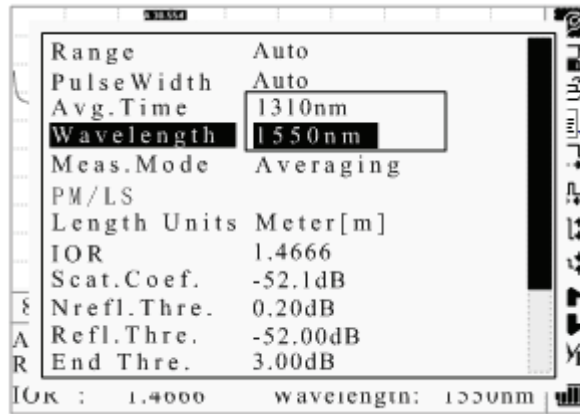 Range Auto
PulseWidth Auto
Avg.Time 1310nm
Wavelength 1550nm
Meas.Mode Averaging
PM/LS
Length Units Meter[m]
IOR 1.4666
Scat.Coef. -52.1dB
Nrefl.Thre. 0.20dB
Refl.Thre. -52.00dB
A
End Thre. 3.00dB
R
IOR : 1.4666 Wavelength: 1550nm